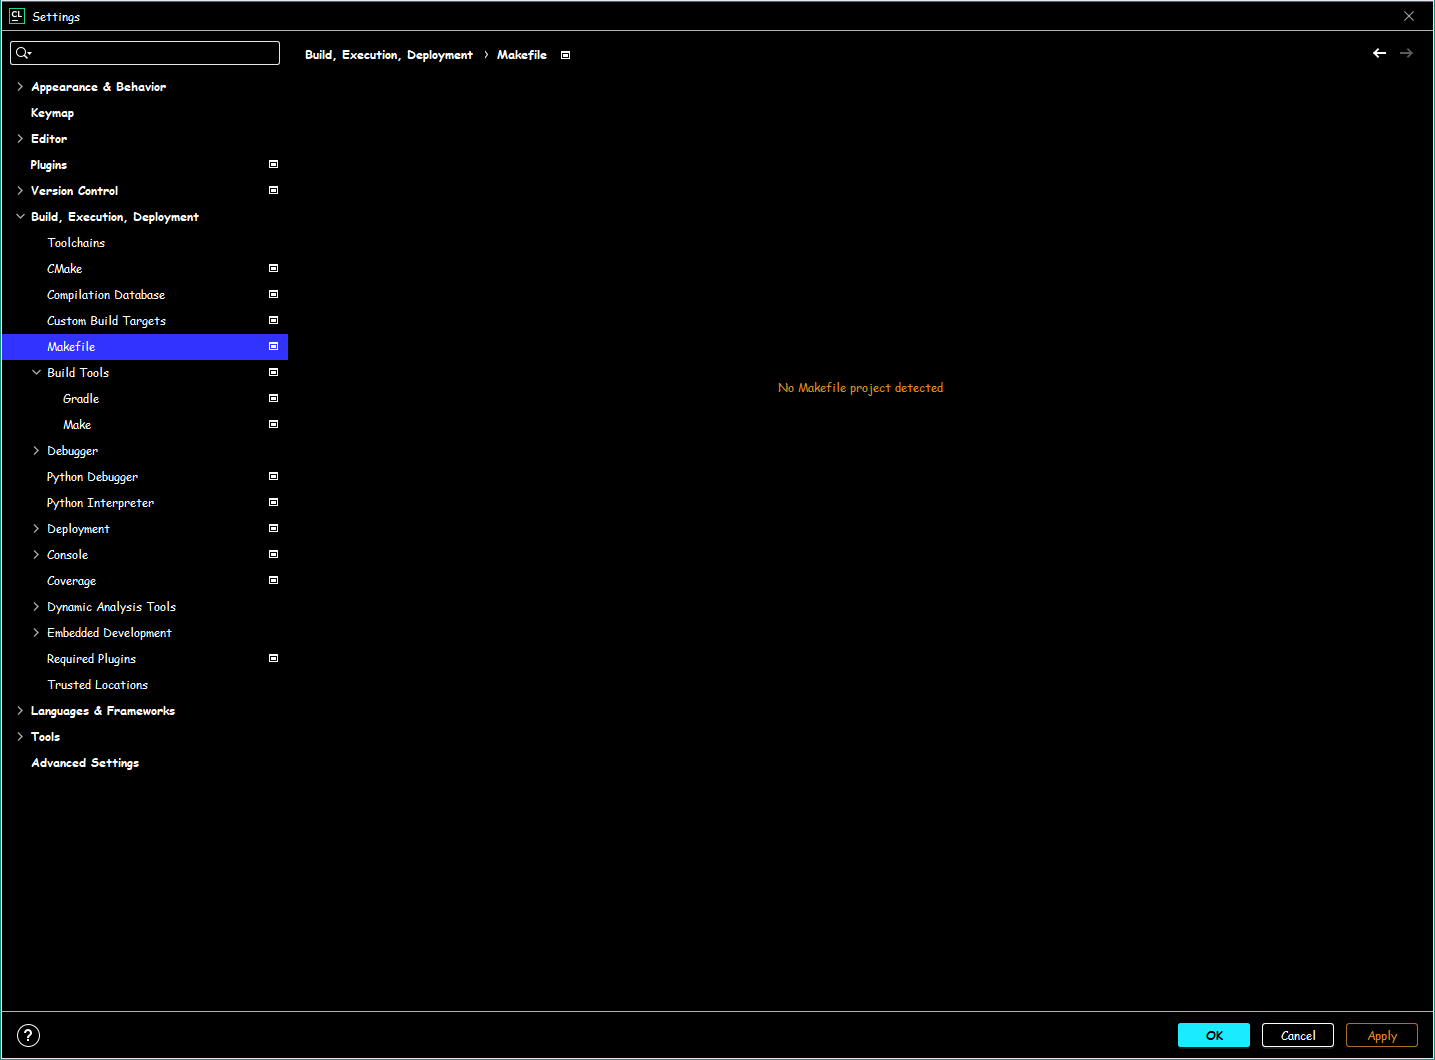 CL Settings
Build, Execution, Deployment › Makefile
Appearance & Behavior
Keymap
Editor
Plugins
Version Control
Build, Execution, Deployment
Toolchains
CMake
Compilation Database
Custom Build Targets
Makefile
Build Tools
Gradle
Make
Debugger
Python Debugger
Python Interpreter
Deployment
Console
Coverage
Dynamic Analysis Tools
Embedded Development
Required Plugins
Trusted Locations
Languages & Frameworks
Tools
Advanced Settings
No Makefile project detected
? OK Cancel Apply